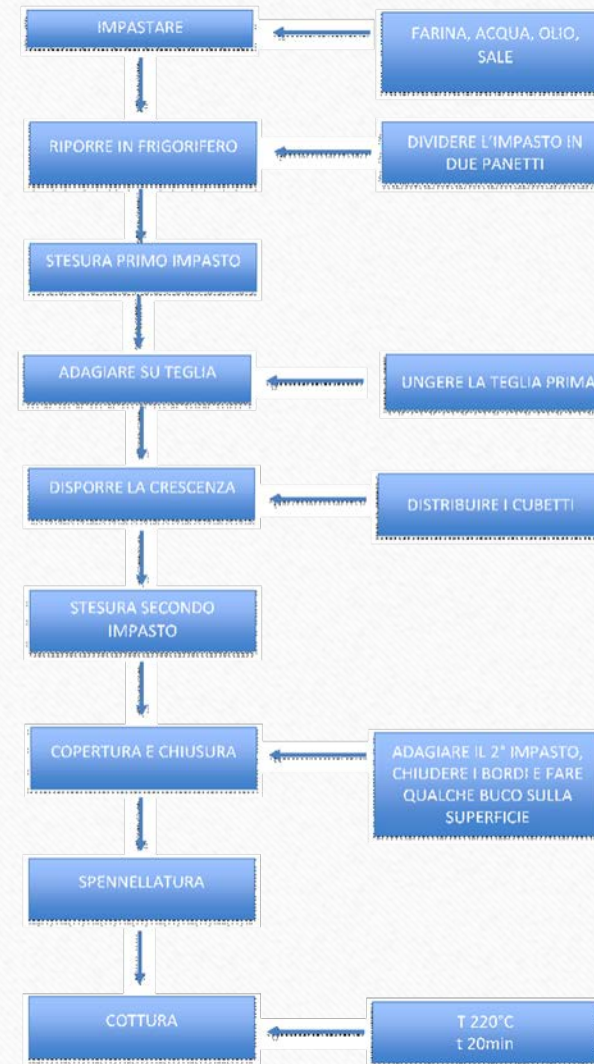 IMPASTARE
FARINA, ACQUA, OLIO,
SALE
RIPORRE IN FRIGORIFERO
DIVIDERE L'IMPASTO IN
DUE PANETTI
STESURA PRIMO IMPASTO
ADAGIARE SU TEGLIA
UNGERE LA TEGLIA PRIMA
DISPORRE LA CRESCENZA
DISTRIBUIRE I CUBETTI
STESURA SECONDO
IMPASTO
COPERTURA E CHIUSURA
ADAGIARE IL 2° IMPASTO,
CHIUDERE I BORDI E FARE
QUALCHE BUCO SULLA
SUPERFICIE
SPENNELLATURA
COTTURA
T 220°C
t 20min